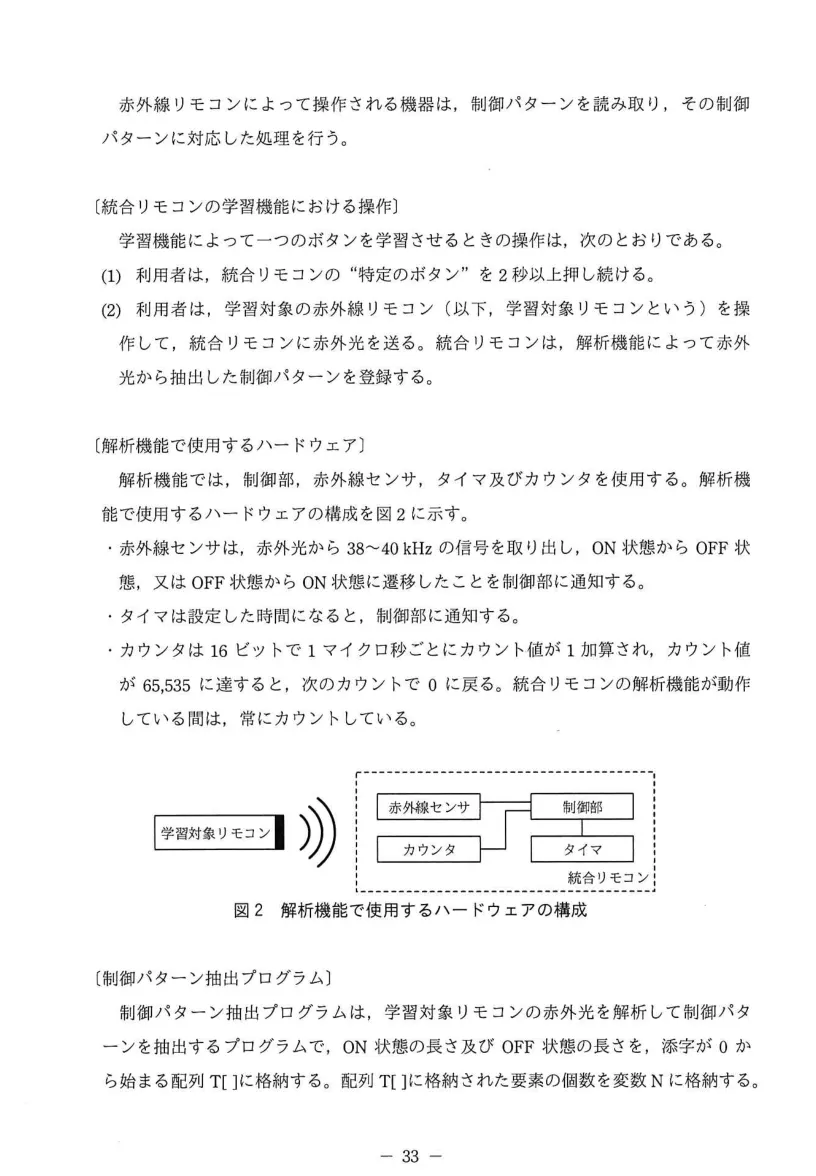 赤外線リモコンによって操作される機器は，制御パターンを読み取り，その制御
パターンに対応した処理を行う。
〔統合リモコンの学習機能における操作〕
学習機能によって一つのボタンを学習させるときの操作は，次のとおりである。
(1) 利用者は，統合リモコンの“特定のボタン”を2秒以上押し続ける。
(2) 利用者は，学習対象の赤外線リモコン（以下，学習対象リモコンという）を操
作して，統合リモコンに赤外光を送る。統合リモコンは，解析機能によって赤外
光から抽出した制御パターンを登録する。
〔解析機能で使用するハードウェア〕
解析機能では，制御部，赤外線センサ，タイマ及びカウンタを使用する。解析機
能で使用するハードウェアの構成を図2に示す。
・赤外線センサは，赤外光から 38～40 kHz の信号を取り出し，ON 状態から OFF 状
態，又は OFF 状態から ON 状態に遷移したことを制御部に通知する。
・タイマは設定した時間になると，制御部に通知する。
・カウンタは 16 ビットで 1 マイクロ秒ごとにカウント値が 1 加算され，カウント値
が 65,535 に達すると，次のカウントで 0 に戻る。統合リモコンの解析機能が動作
している間は，常にカウントしている。
学習対象リモコン
赤外線センサ
制御部
カウンタ
タイマ
統合リモコン
図2 解析機能で使用するハードウェアの構成
〔制御パターン抽出プログラム〕
制御パターン抽出プログラムは，学習対象リモコンの赤外光を解析して制御パタ
ーンを抽出するプログラムで，ON 状態の長さ及び OFF 状態の長さを，添字が 0 か
ら始まる配列 T[ ]に格納する。配列 T[ ]に格納された要素の個数を変数 N に格納する。
－ 33 －